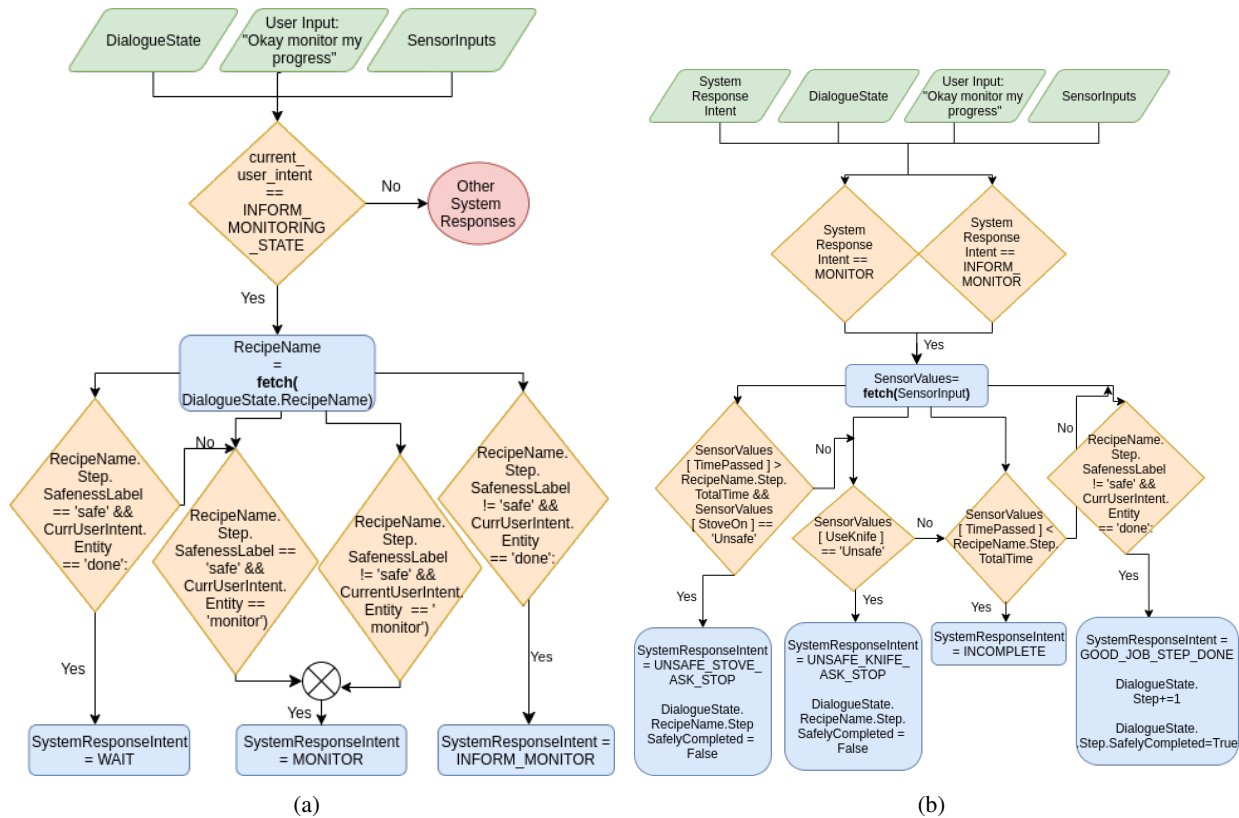 DialogueState
User Input:
"Okay monitor my
progress"
SensorInputs
current_
user_intent
==
INFORM_
MONITORING
_STATE
No
Other
System
Responses
Yes
RecipeName
=
fetch(
DialogueState.RecipeName)
RecipeName.
Step.
SafenessLabel
== 'safe' &&
CurrUserIntent.
Entity
== 'done':
No
RecipeName.
Step.
SafenessLabel ==
'safe' &&
CurrUserIntent.
Entity ==
'monitor')
RecipeName.
Step.
SafenessLabel
!= 'safe' &&
CurrentUserIntent.
Entity == '
monitor')
RecipeName.
Step.
SafenessLabel
!= 'safe' &&
CurrUserIntent.
Entity
== 'done':
Yes
Yes
Yes
SystemResponseIntent
= WAIT
SystemResponseIntent
= MONITOR
SystemResponseIntent =
INFORM_MONITOR
(a)
System
Response
Intent
DialogueState
User Input:
"Okay monitor my
progress"
SensorInputs
System
Response
Intent ==
MONITOR
System
Response
Intent ==
INFORM_
MONITOR
Yes
SensorValues=
fetch(SensorInput)
SensorValues
[ TimePassed ] >
RecipeName.Step.
TotalTime &&
SensorValues
[ StoveOn ] ==
'Unsafe'
No
SensorValues
[ UseKnife ]
== 'Unsafe'
No
SensorValues
[ TimePassed ] <
RecipeName.Step.
TotalTime
No
RecipeName.
Step.
SafenessLabel
!= 'safe' &&
CurrUserIntent.
Entity
== 'done':
Yes
Yes
Yes
Yes
SystemResponseIntent
= UNSAFE_STOVE_
ASK_STOP
DialogueState.
RecipeName.Step
SafelyCompleted =
False
SystemResponseIntent
= UNSAFE_KNIFE_
ASK_STOP
DialogueState.
RecipeName.Step.
SafelyCompleted =
False
SystemResponseIntent
= INCOMPLETE
SystemResponseIntent =
GOOD_JOB_STEP_DONE
DialogueState.
Step+=1
DialogueState.
.Step.SafelyCompleted=True
(b)